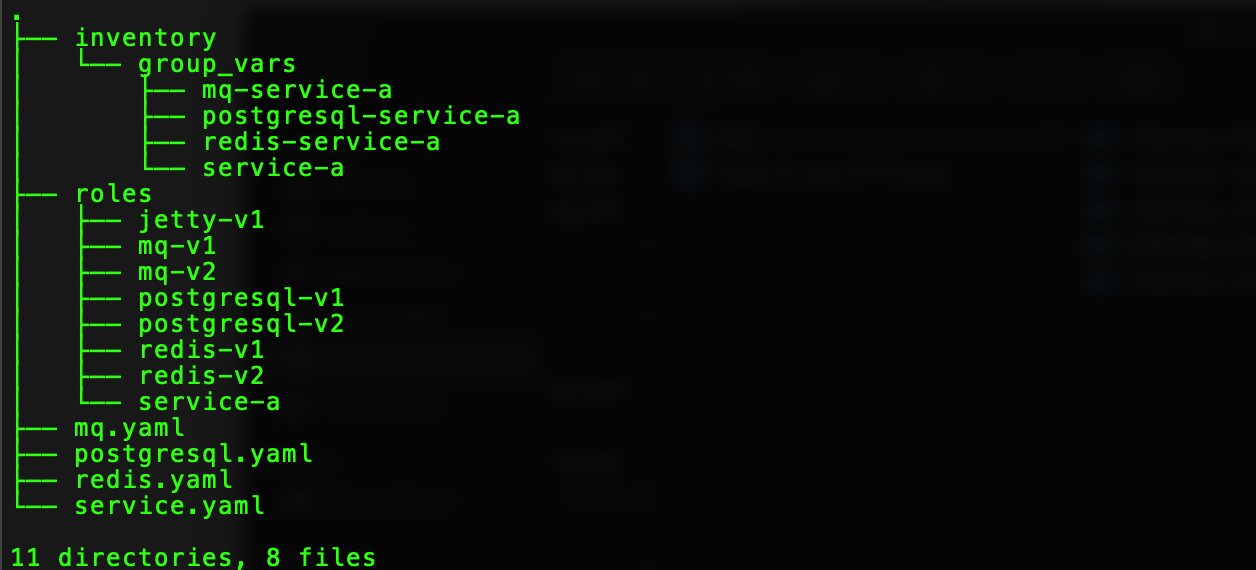 .
├── inventory
│   └── group_vars
│       ├── mq-service-a
│       ├── postgresql-service-a
│       ├── redis-service-a
│       └── service-a
├── roles
│   ├── jetty-v1
│   ├── mq-v1
│   ├── mq-v2
│   ├── postgresql-v1
│   ├── postgresql-v2
│   ├── redis-v1
│   ├── redis-v2
│   └── service-a
├── mq.yaml
├── postgresql.yaml
├── redis.yaml
└── service.yaml
11 directories, 8 files